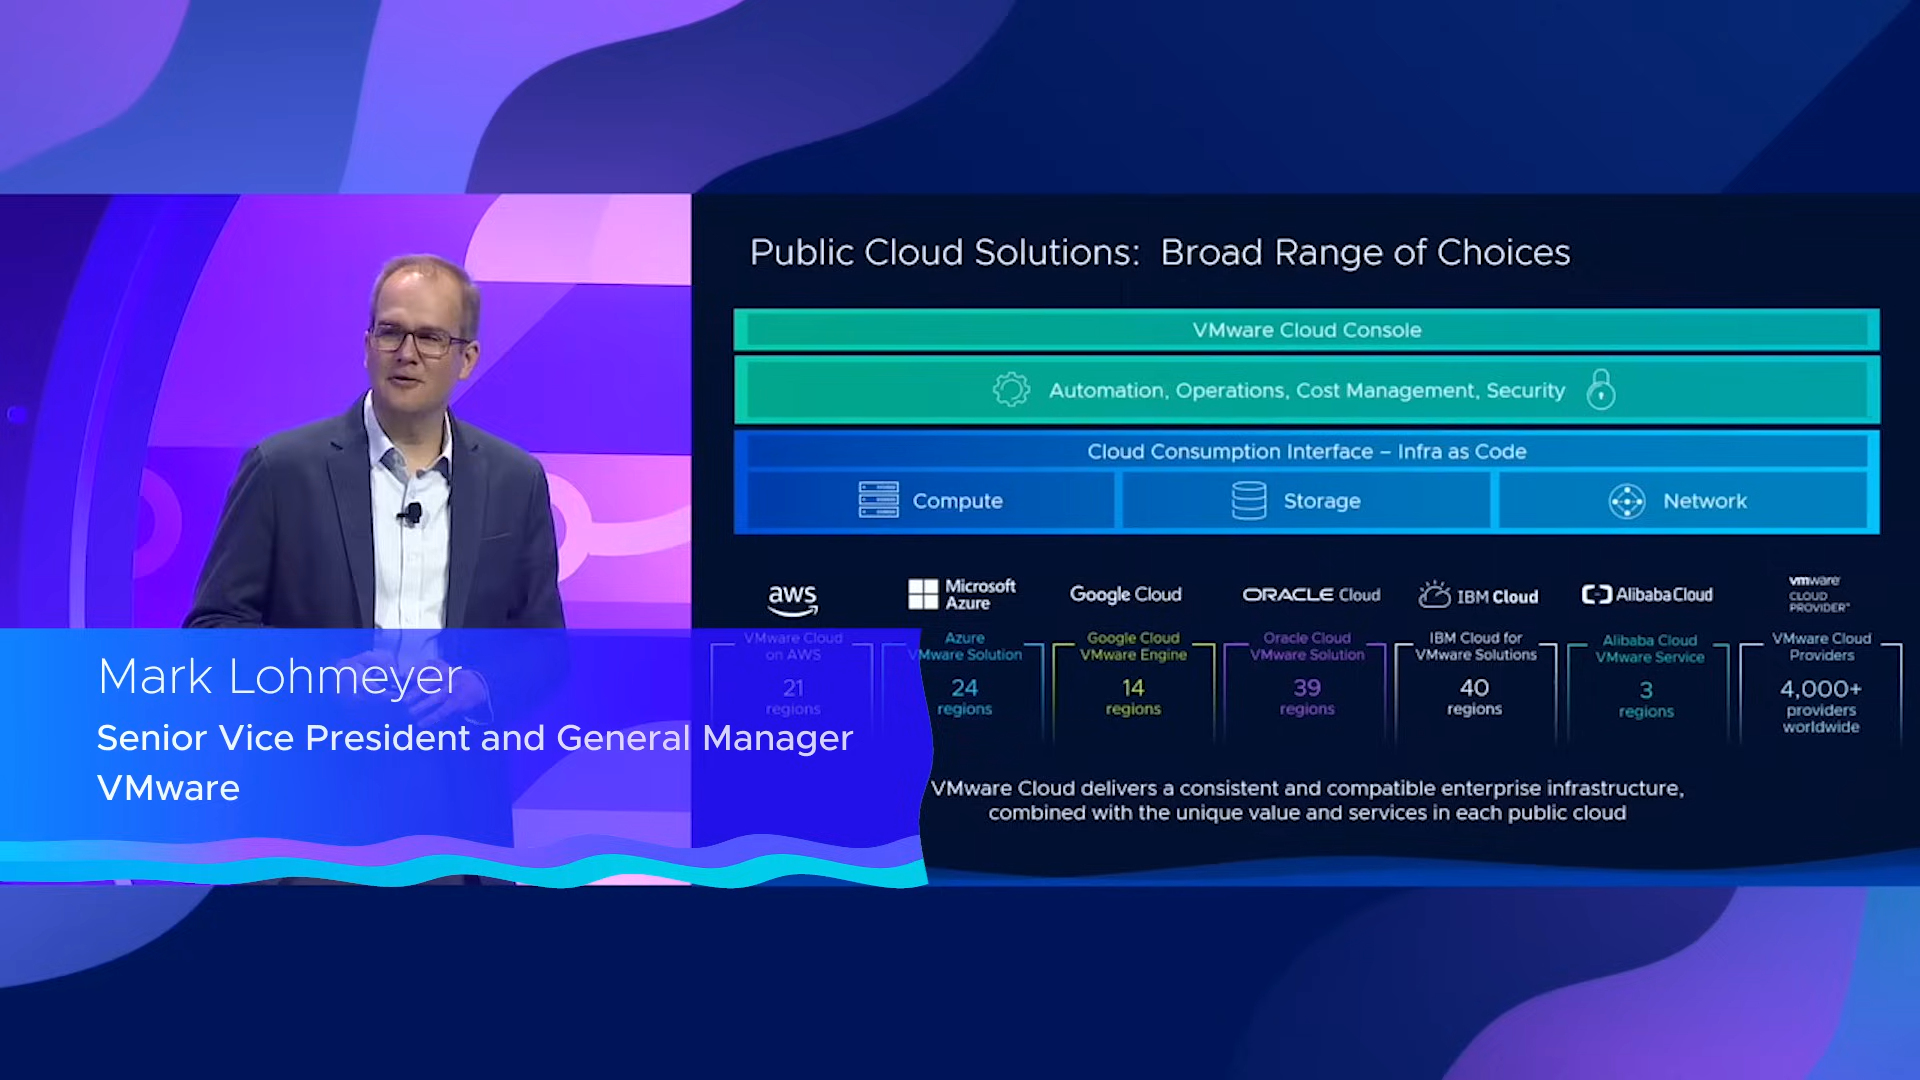 Public Cloud Solutions: Broad Range of Choices
VMware Cloud Console
Automation, Operations, Cost Management, Security
Cloud Consumption Interface – Infra as Code
Compute
Storage
Network
aws
Microsoft
Azure
Google Cloud
ORACLE Cloud
IBM Cloud
Alibaba Cloud
vmware
CLOUD
PROVIDER™
VMware Cloud
on AWS
21
regions
Azure
VMware Solution
24
regions
Google Cloud
VMware Engine
14
regions
Oracle Cloud
VMware Solution
39
regions
IBM Cloud for
VMware Solutions
40
regions
Alibaba Cloud
VMware Service
3
regions
VMware Cloud
Providers
4,000+
providers
worldwide
VMware Cloud delivers a consistent and compatible enterprise infrastructure,
combined with the unique value and services in each public cloud
Mark Lohmeyer
Senior Vice President and General Manager
VMware